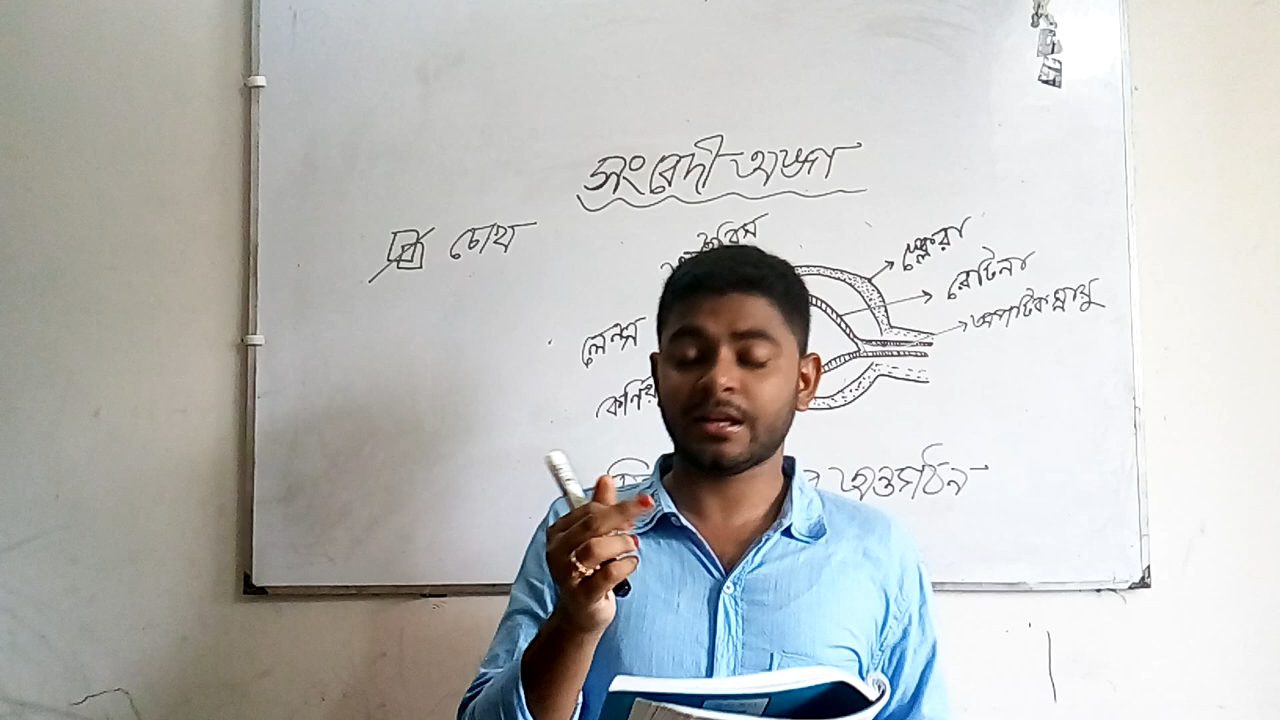 সংবেদী অঙ্গ
চোখ
স্ক্লেরা
রেটিনা
লেন্স
অপটিক স্নায়ু
অন্তর্গঠন